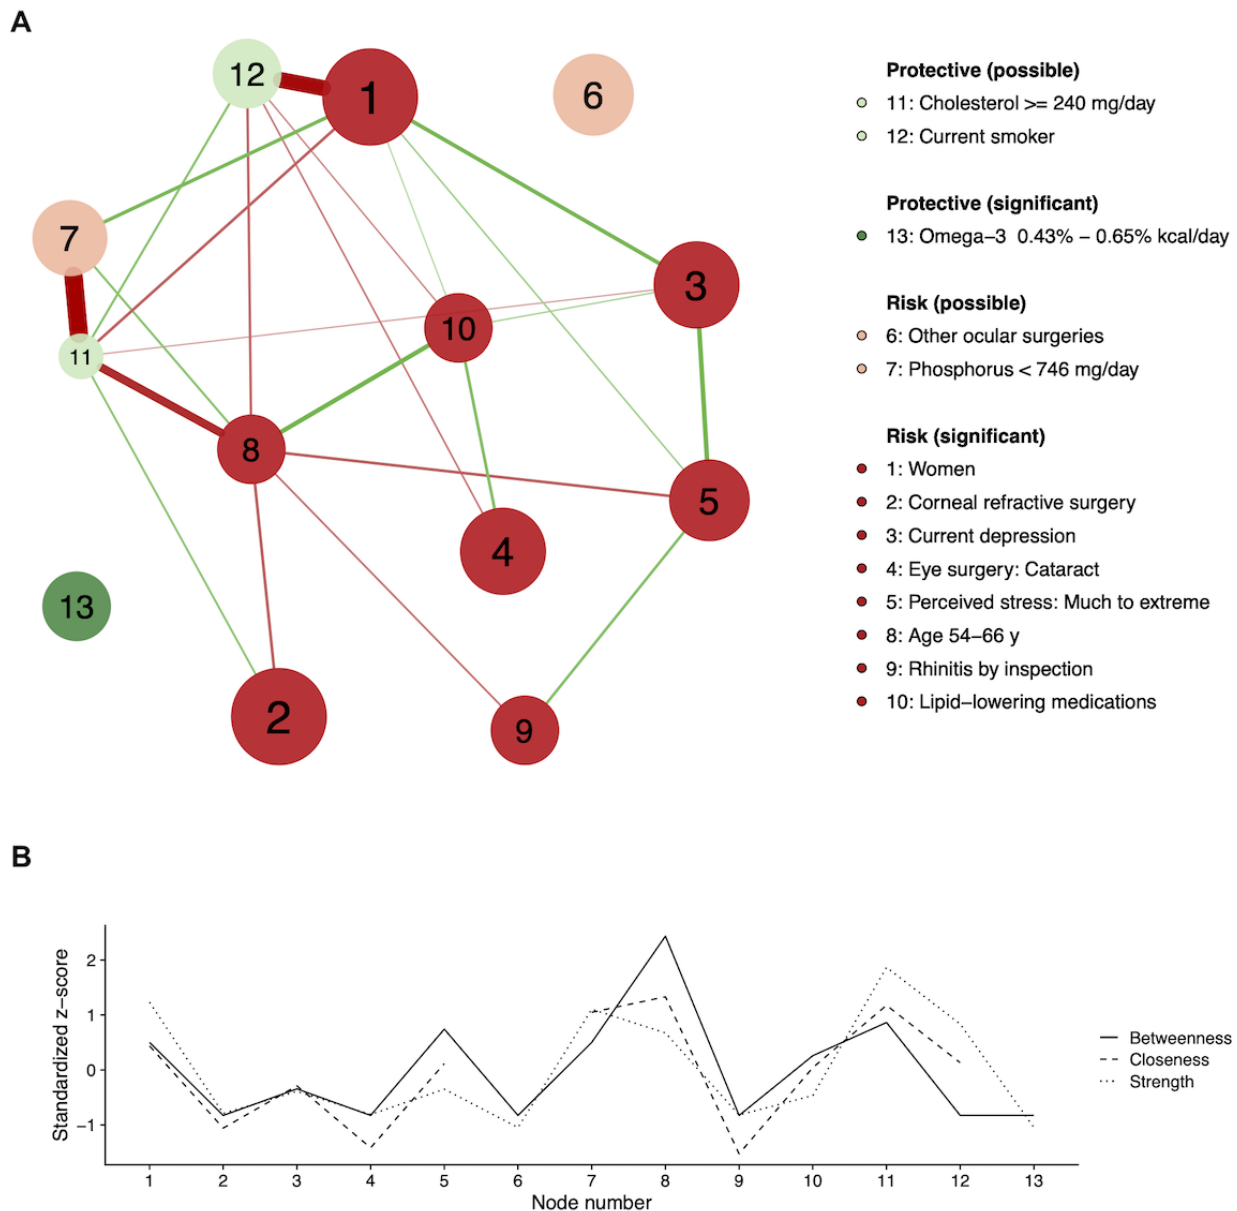 A
12
1
6
7
3
10
11
8
5
4
13
2
9
Protective (possible)
11: Cholesterol >= 240 mg/day
12: Current smoker
Protective (significant)
13: Omega−3 0.43% − 0.65% kcal/day
Risk (possible)
6: Other ocular surgeries
7: Phosphorus < 746 mg/day
Risk (significant)
1: Women
2: Corneal refractive surgery
3: Current depression
4: Eye surgery: Cataract
5: Perceived stress: Much to extreme
8: Age 54−66 y
9: Rhinitis by inspection
10: Lipid−lowering medications
B
Standardized z−score
2
1
0
−1
1 2 3 4 5 6 7 8 9 10 11 12 13
Node number
Betweenness
Closeness
Strength